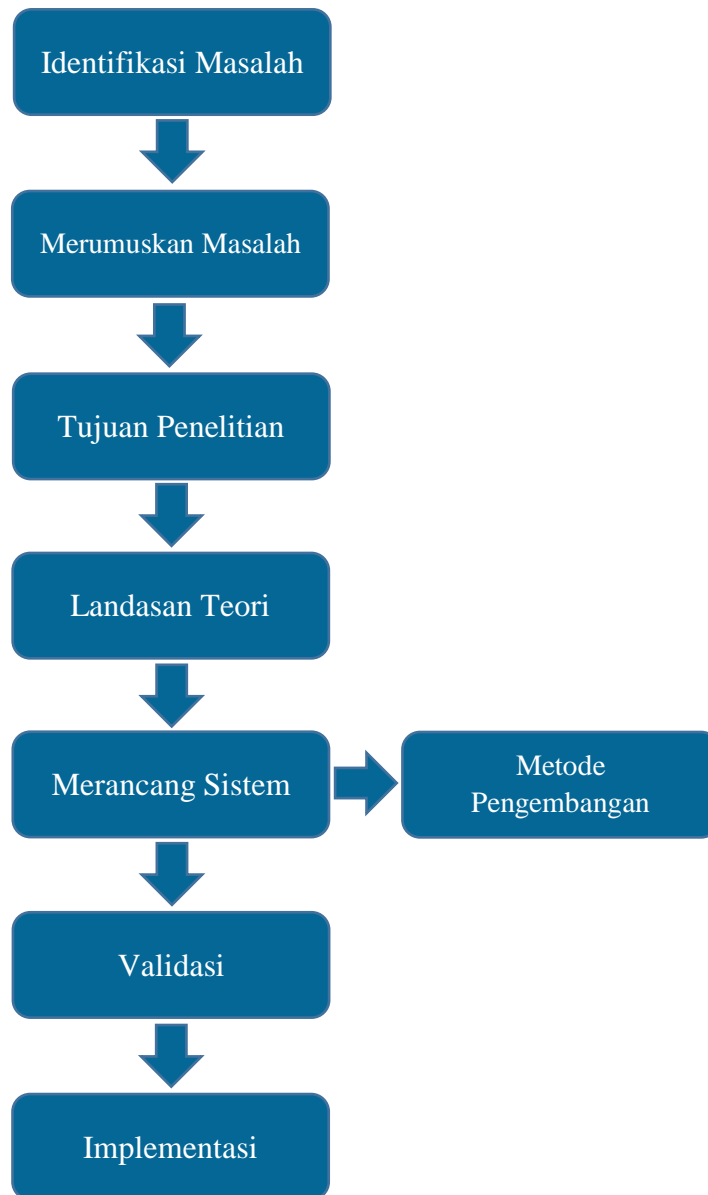 Identifikasi Masalah
Merumuskan Masalah
Tujuan Penelitian
Landasan Teori
Merancang Sistem
Metode
Pengembangan
Validasi
Implementasi